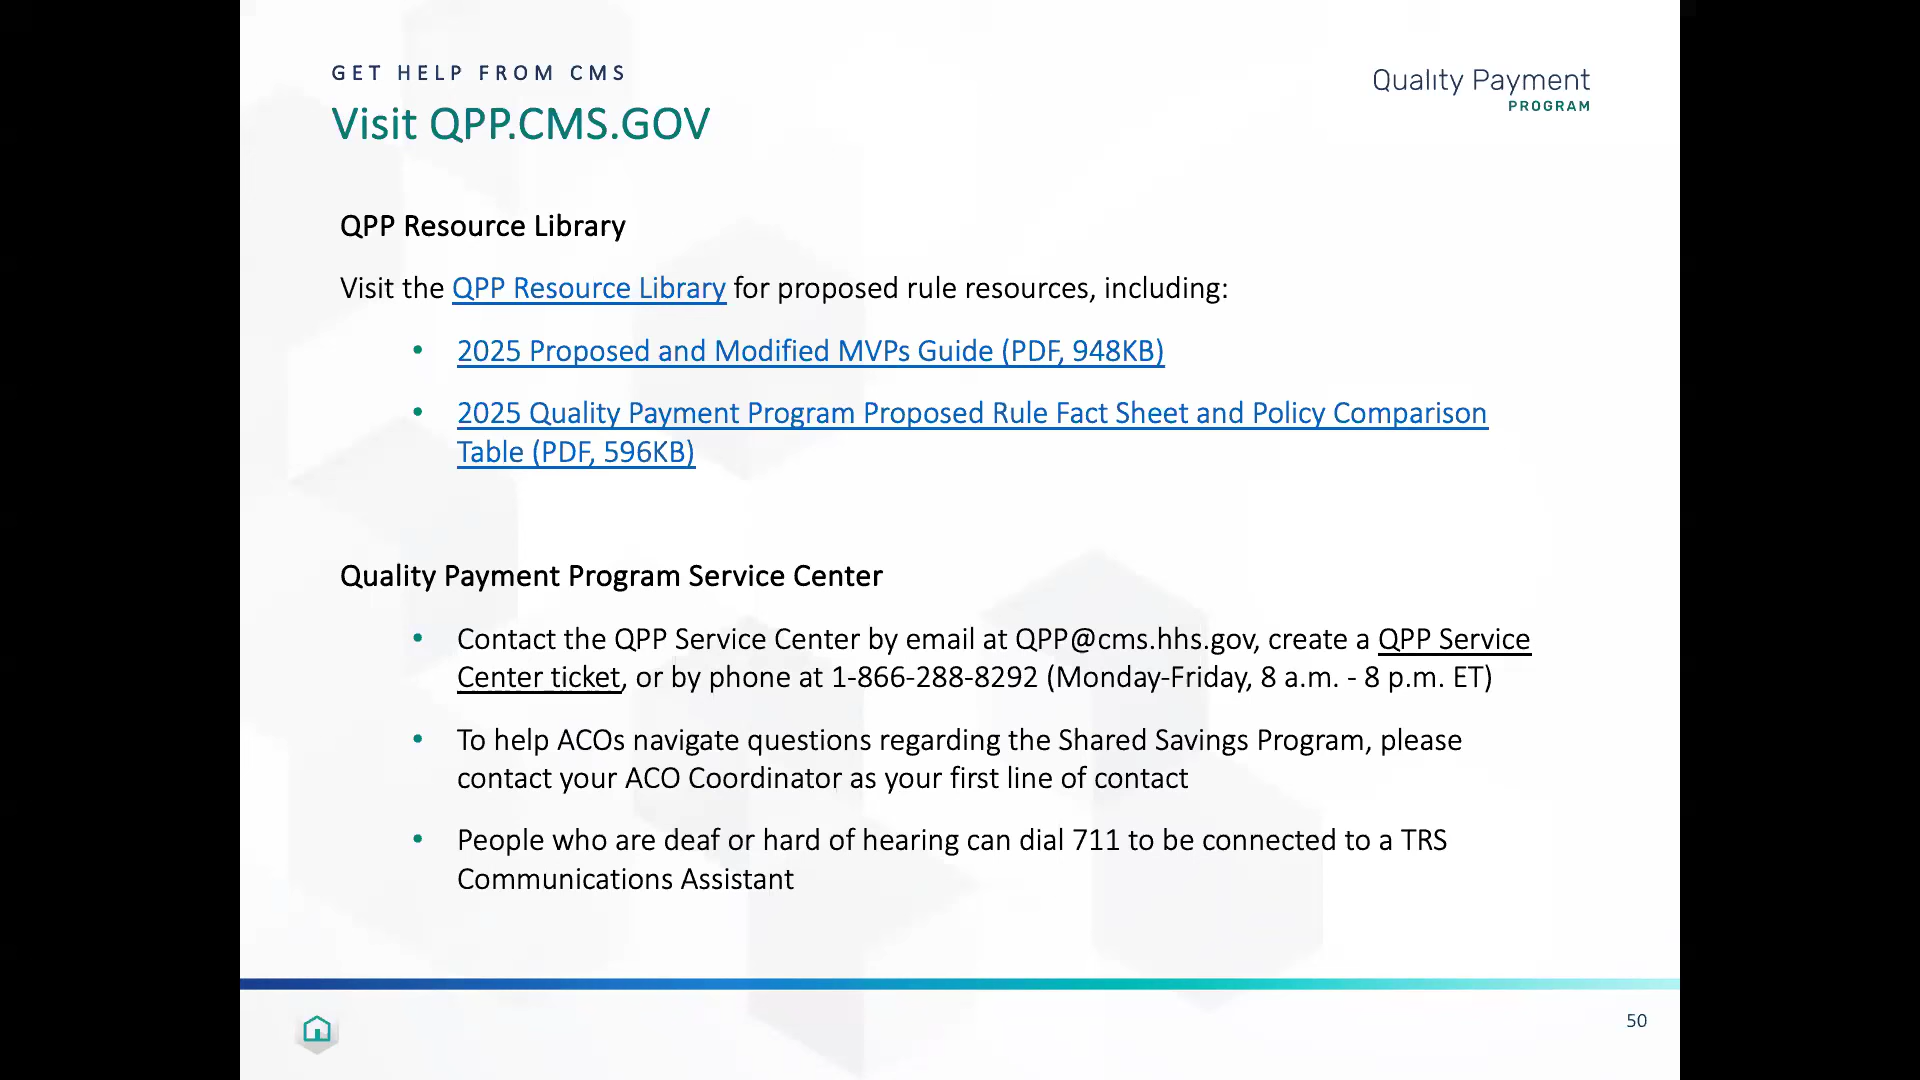 GET HELP FROM CMS
Visit QPP.CMS.GOV
Quality Payment
PROGRAM
QPP Resource Library
Visit the QPP Resource Library for proposed rule resources, including:
• 2025 Proposed and Modified MVPs Guide (PDF, 948KB)
• 2025 Quality Payment Program Proposed Rule Fact Sheet and Policy Comparison
Table (PDF, 596KB)
Quality Payment Program Service Center
• Contact the QPP Service Center by email at QPP@cms.hhs.gov, create a QPP Service
Center ticket, or by phone at 1-866-288-8292 (Monday-Friday, 8 a.m. - 8 p.m. ET)
• To help ACOs navigate questions regarding the Shared Savings Program, please
contact your ACO Coordinator as your first line of contact
• People who are deaf or hard of hearing can dial 711 to be connected to a TRS
Communications Assistant
50